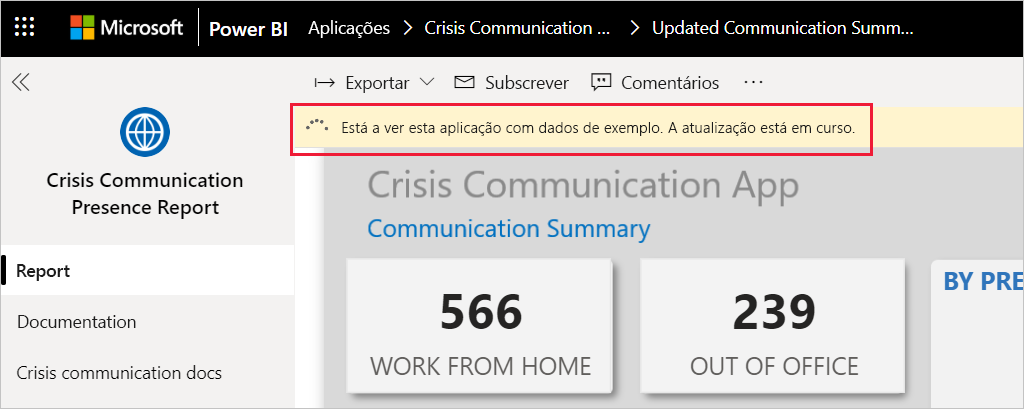 Microsoft Power BI Aplicações > Crisis Communication ... > Updated Communication Summ...
Exportar Subscrever Comentários ...
Está a ver esta aplicação com dados de exemplo. A atualização está em curso.
Crisis Communication
Presence Report
Report
Documentation
Crisis communication docs
Crisis Communication App
Communication Summary
566
WORK FROM HOME
239
OUT OF OFFICE
BY PRE